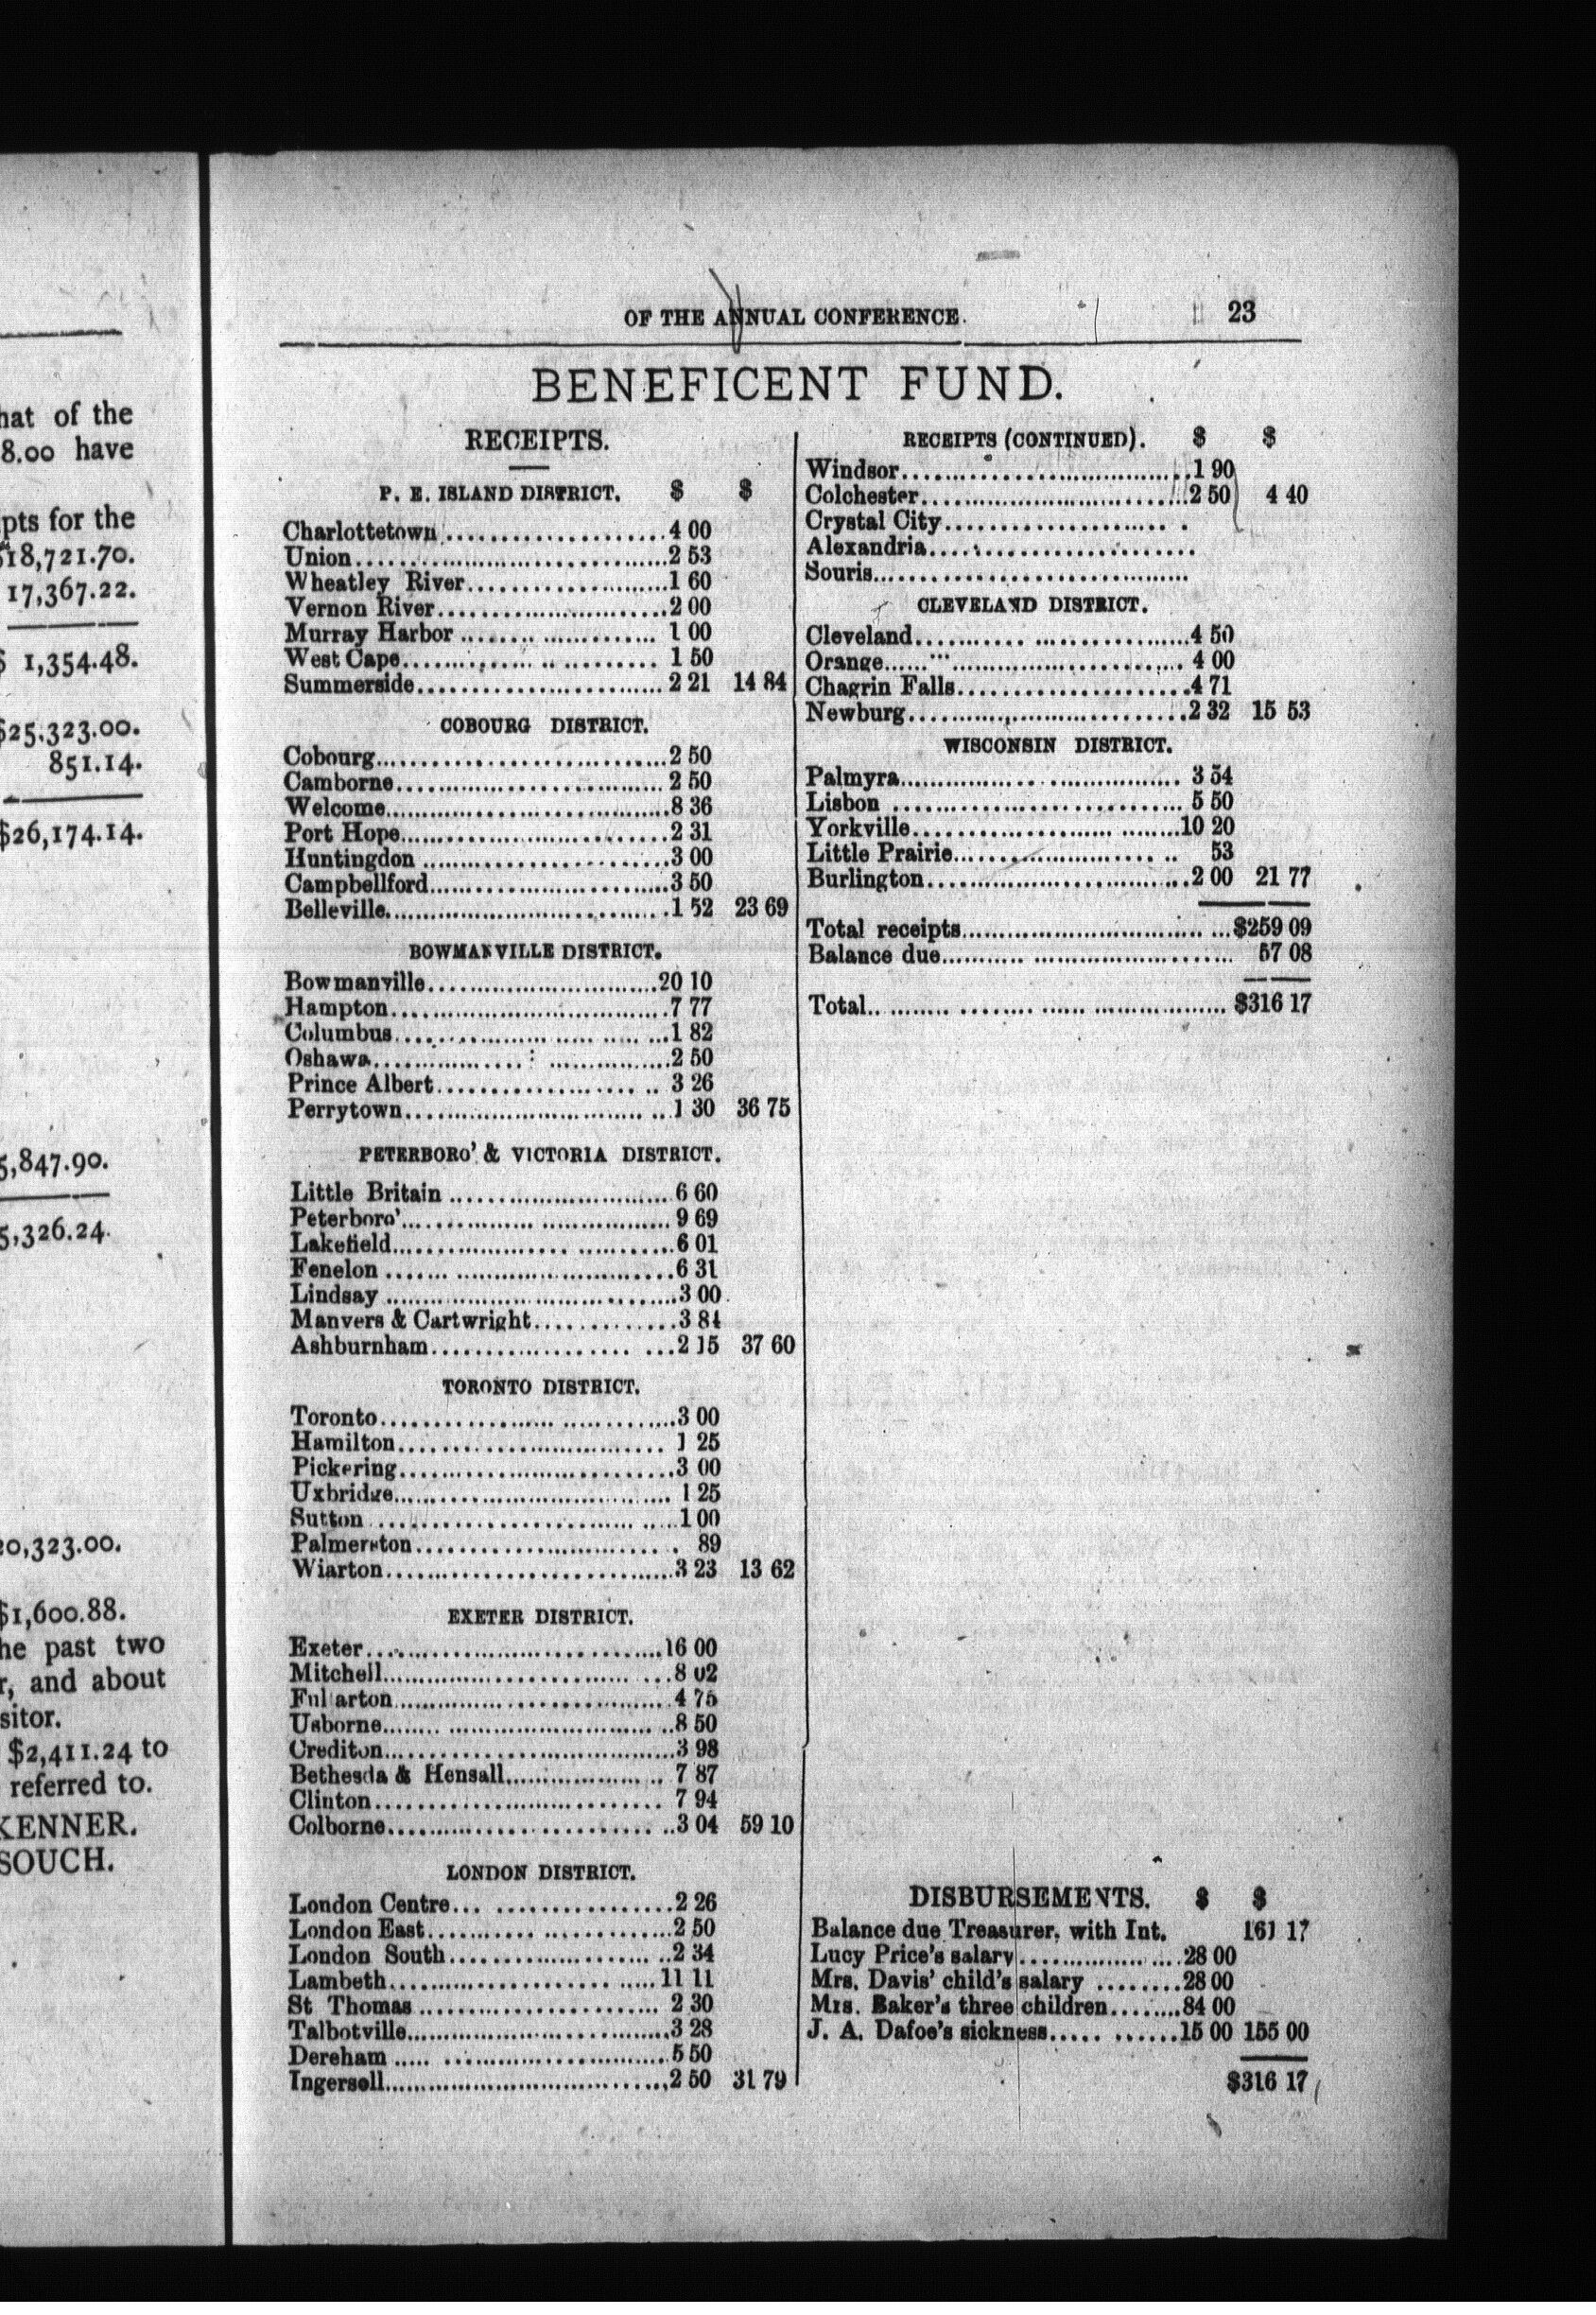 hat of the
8.00 have
pts for the
$18,721.70.
17,367.22.
$ 1,354.48.
$25,323.00.
851.14.
$26,174.14.
5,847.90.
5,326.24.
20,323.00.
$1,600.88.
he past two
r, and about
sitor.
$2,411.24 to
referred to.
KENNER.
SOUCH.
OF THE ANNUAL CONFERENCE. 23
BENEFICENT FUND.
RECEIPTS.
P. E. ISLAND DISTRICT. $ $
Charlottetown 4 00
Union 2 53
Wheatley River 1 60
Vernon River 2 00
Murray Harbor 1 00
West Cape 1 50
Summerside 2 21 14 84
COBOURG DISTRICT.
Cobourg 2 50
Camborne 2 50
Welcome 8 36
Port Hope 2 31
Huntingdon 3 00
Campbellford 3 50
Belleville 1 52 23 69
BOWMANVILLE DISTRICT.
Bowmanville 20 10
Hampton 7 77
Columbus 1 82
Oshawa 2 50
Prince Albert 3 26
Perrytown 1 30 36 75
PETERBORO' & VICTORIA DISTRICT.
Little Britain 6 60
Peterboro' 9 69
Lakefield 6 01
Fenelon 6 31
Lindsay 3 00
Manvers & Cartwright 3 84
Ashburnham 2 15 37 60
TORONTO DISTRICT.
Toronto 3 00
Hamilton 1 25
Pickering 3 00
Uxbridge 1 25
Sutton 1 00
Palmerston 89
Wiarton 3 23 13 62
EXETER DISTRICT.
Exeter 16 00
Mitchell 8 02
Fullarton 4 75
Usborne 8 50
Crediton 3 98
Bethesda & Hensall 7 87
Clinton 7 94
Colborne 3 04 59 10
LONDON DISTRICT.
London Centre 2 26
London East 2 50
London South 2 34
Lambeth 11 11
St Thomas 2 30
Talbotville 3 28
Dereham 5 50
Ingersoll 2 50 31 79
RECEIPTS (CONTINUED). $ $
Windsor 1 90
Colchester 2 50 4 40
Crystal City
Alexandria
Souris
CLEVELAND DISTRICT.
Cleveland 4 50
Orange 4 00
Chagrin Falls 4 71
Newburg 2 32 15 53
WISCONSIN DISTRICT.
Palmyra 3 54
Lisbon 5 50
Yorkville 10 20
Little Prairie 53
Burlington 2 00 21 77
Total receipts $259 09
Balance due 57 08
Total $316 17
DISBURSEMENTS. $ $
Balance due Treasurer, with Int. 161 17
Lucy Price's salary 28 00
Mrs. Davis' child's salary 28 00
Mrs. Baker's three children 84 00
J. A. Dafoe's sickness 15 00 155 00
$316 17